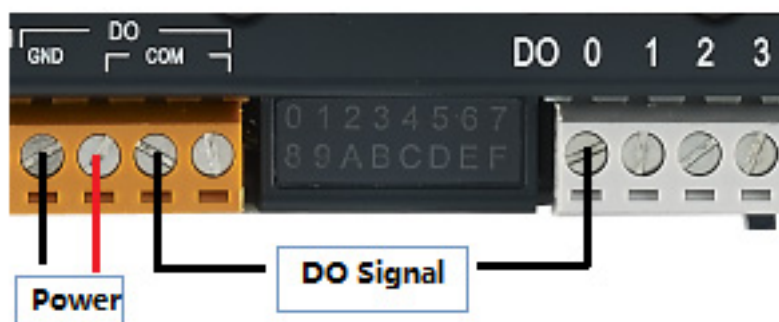 DO
GND COM
DO 0 1 2 3
0 1 2 3 4 5 6 7
8 9 A B C D E F
DO Signal
Power